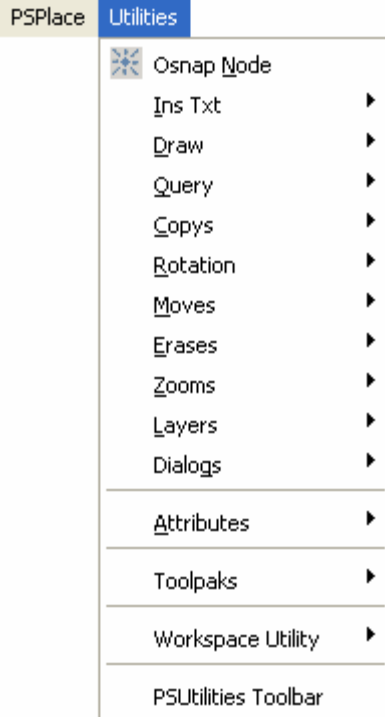 PSPlace Utilities
Osnap Node
Ins Txt
Draw
Query
Copys
Rotation
Moves
Erases
Zooms
Layers
Dialogs
Attributes
Toolpaks
Workspace Utility
PSUtilities Toolbar